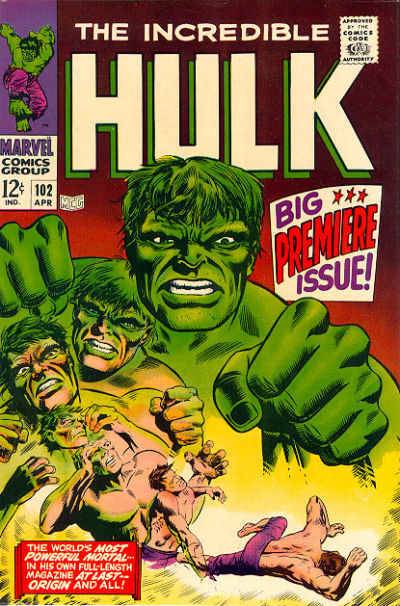 THE INCREDIBLE
HULK
APPROVED
BY THE
COMICS
CODE
AUTHORITY
MARVEL
COMICS
GROUP
12¢
IND.
102
APR
MCG
BIG
PREMIERE
ISSUE!
THE WORLD'S MOST
POWERFUL MORTAL--
IN HIS OWN FULL-LENGTH
MAGAZINE AT LAST--
ORIGIN AND ALL!